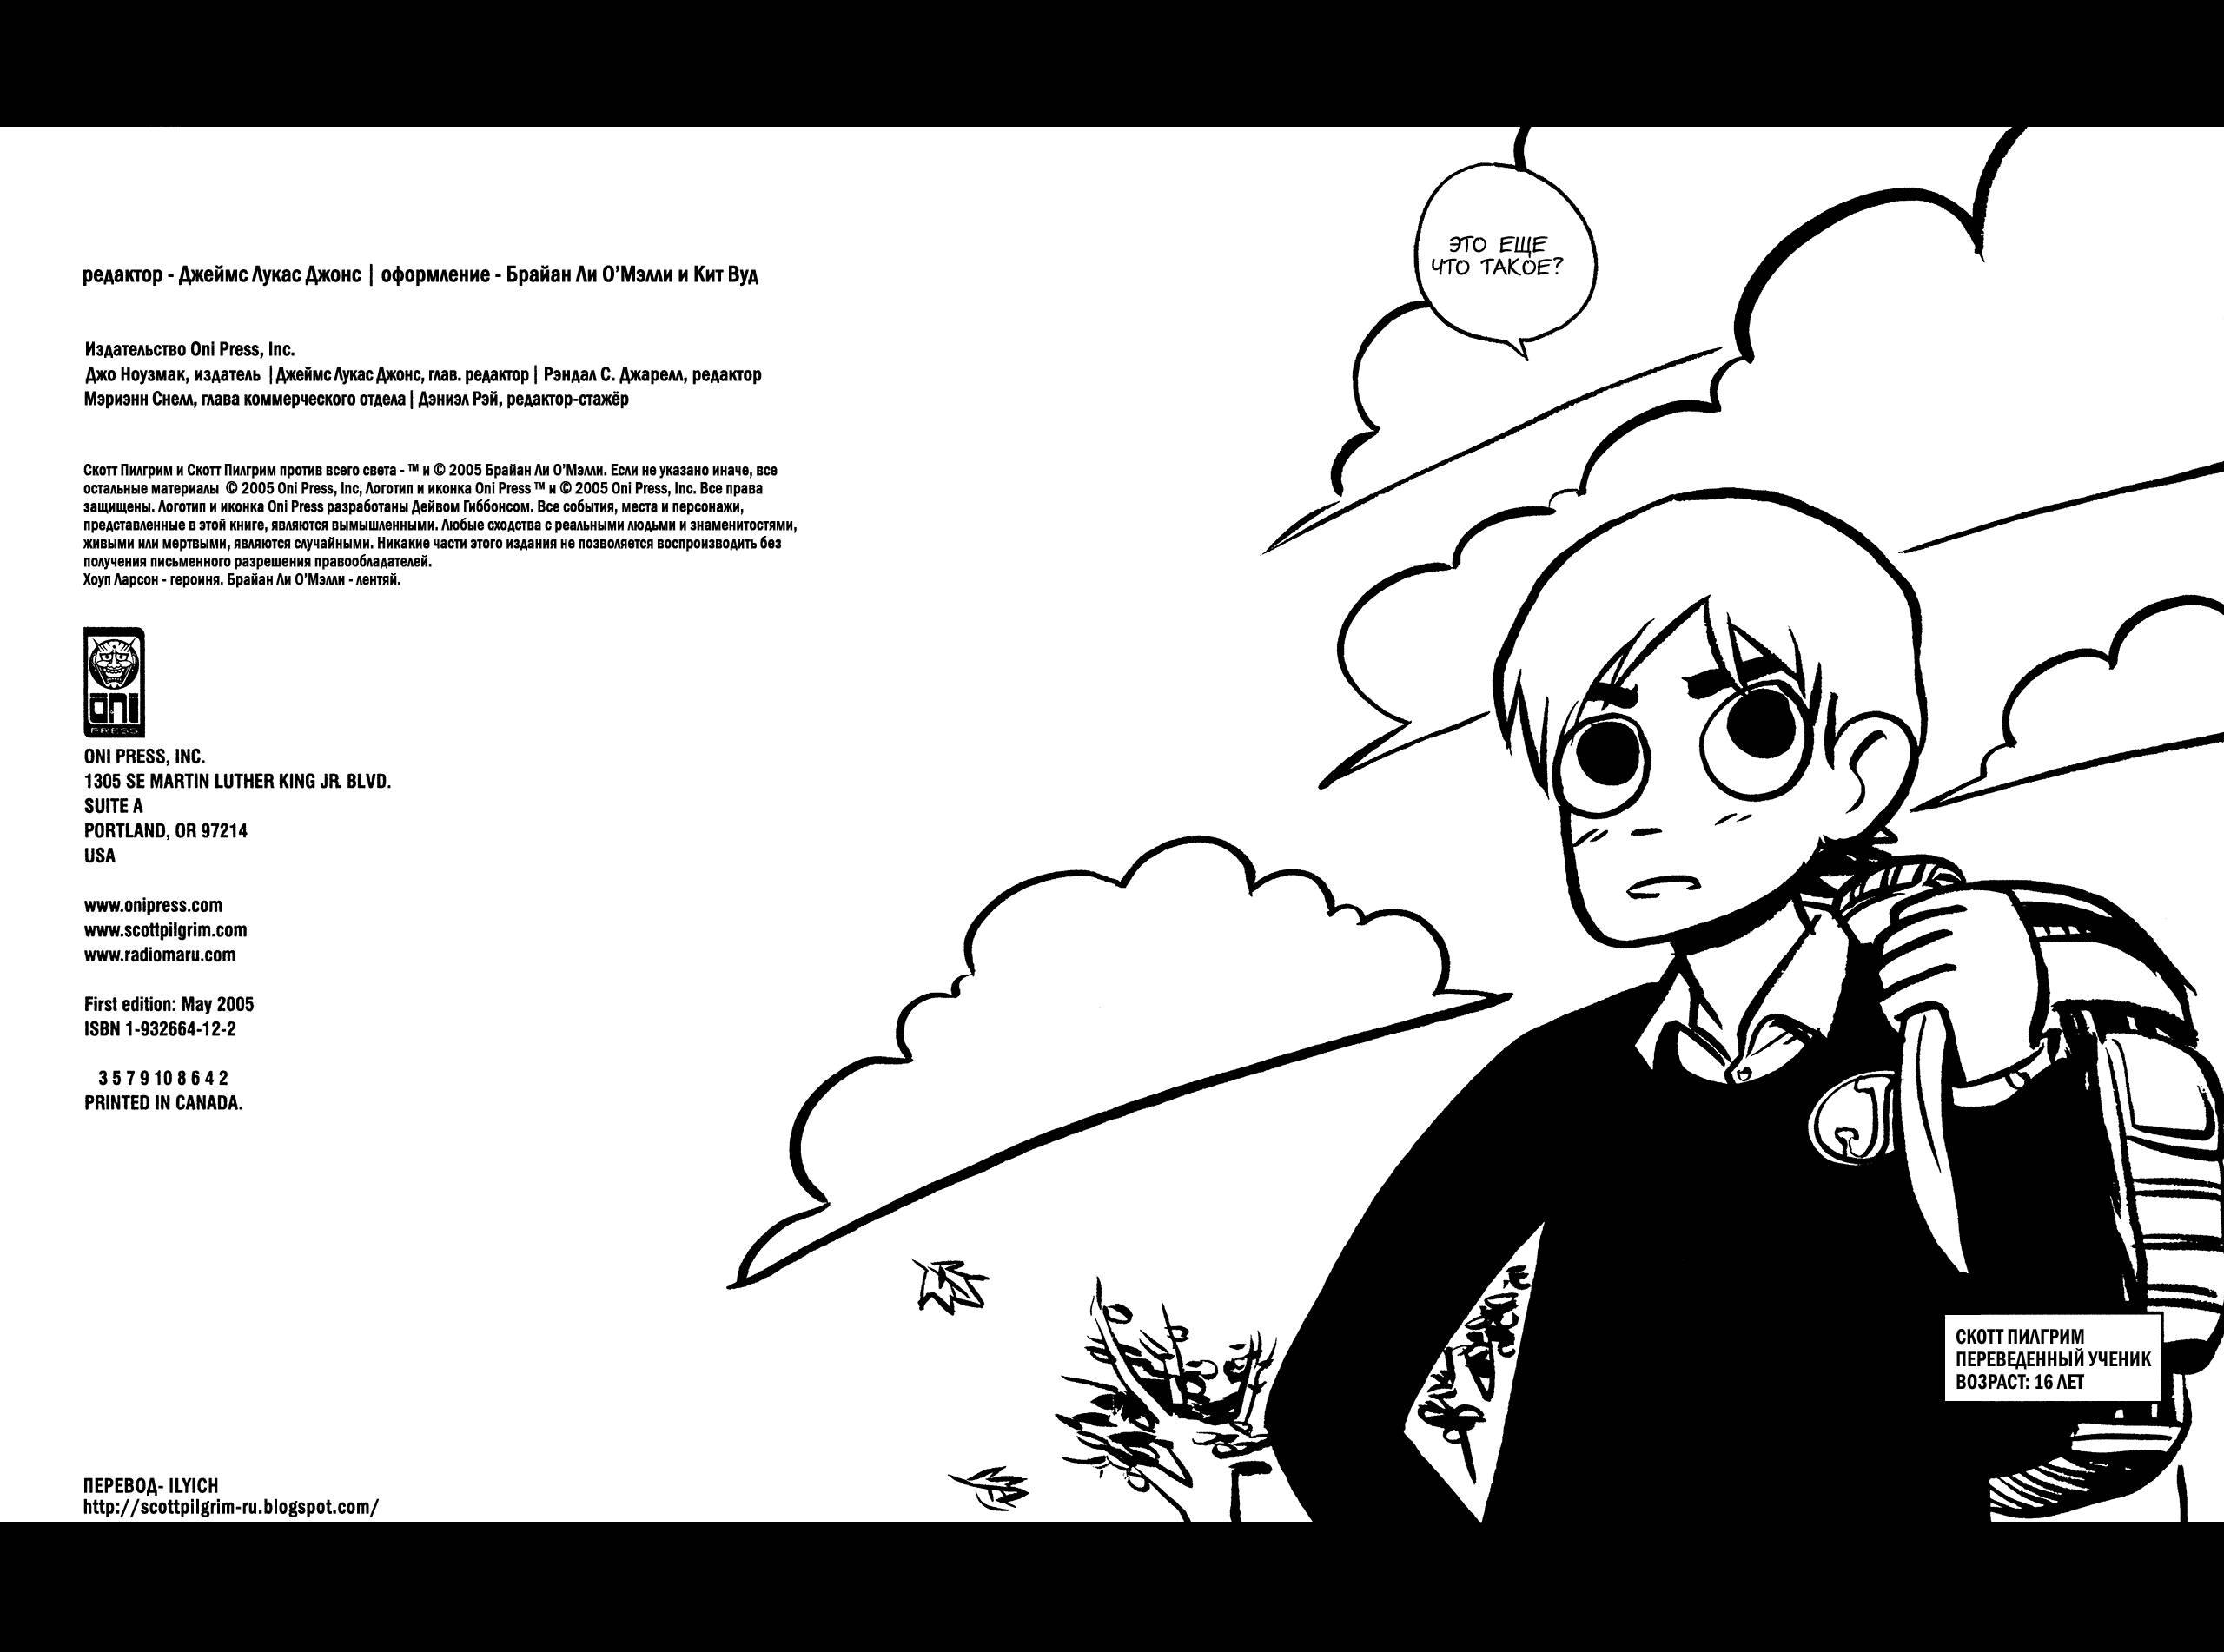 редактор - Джеймс Лукас Джонс | оформление - Брайан Ли О'Мэлли и Кит Вуд
Издательство Oni Press, Inc.
Джо Ноузмак, издатель | Джеймс Лукас Джонс, глав. редактор | Рэндал С. Джарелл, редактор
Мэриэнн Снелл, глава коммерческого отдела | Дэниэл Рэй, редактор-стажёр
Скотт Пилгрим и Скотт Пилгрим против всего света - ™ и © 2005 Брайан Ли О'Мэлли. Если не указано иначе, все
остальные материалы © 2005 Oni Press, Inc, Логотип и иконка Oni Press ™ и © 2005 Oni Press, Inc. Все права
защищены. Логотип и иконка Oni Press разработаны Дейвом Гиббонсом. Все события, места и персонажи,
представленные в этой книге, являются вымышленными. Любые сходства с реальными людьми и знаменитостями,
живыми или мертвыми, являются случайными. Никакие части этого издания не позволяется воспроизводить без
получения письменного разрешения правообладателей.
Хоуп Ларсон - героиня. Брайан Ли О'Мэлли - лентяй.
ONI
PRESS
ONI PRESS, INC.
1305 SE MARTIN LUTHER KING JR. BLVD.
SUITE A
PORTLAND, OR 97214
USA
www.onipress.com
www.scottpilgrim.com
www.radiomaru.com
First edition: May 2005
ISBN 1-932664-12-2
3 5 7 9 10 8 6 4 2
PRINTED IN CANADA.
ПЕРЕВОД- ILYICH
http://scottpilgrim-ru.blogspot.com/
ЭТО ЕЩЕ
ЧТО ТАКОЕ?
СКОТТ ПИЛГРИМ
ПЕРЕВЕДЕННЫЙ УЧЕНИК
ВОЗРАСТ: 16 ЛЕТ